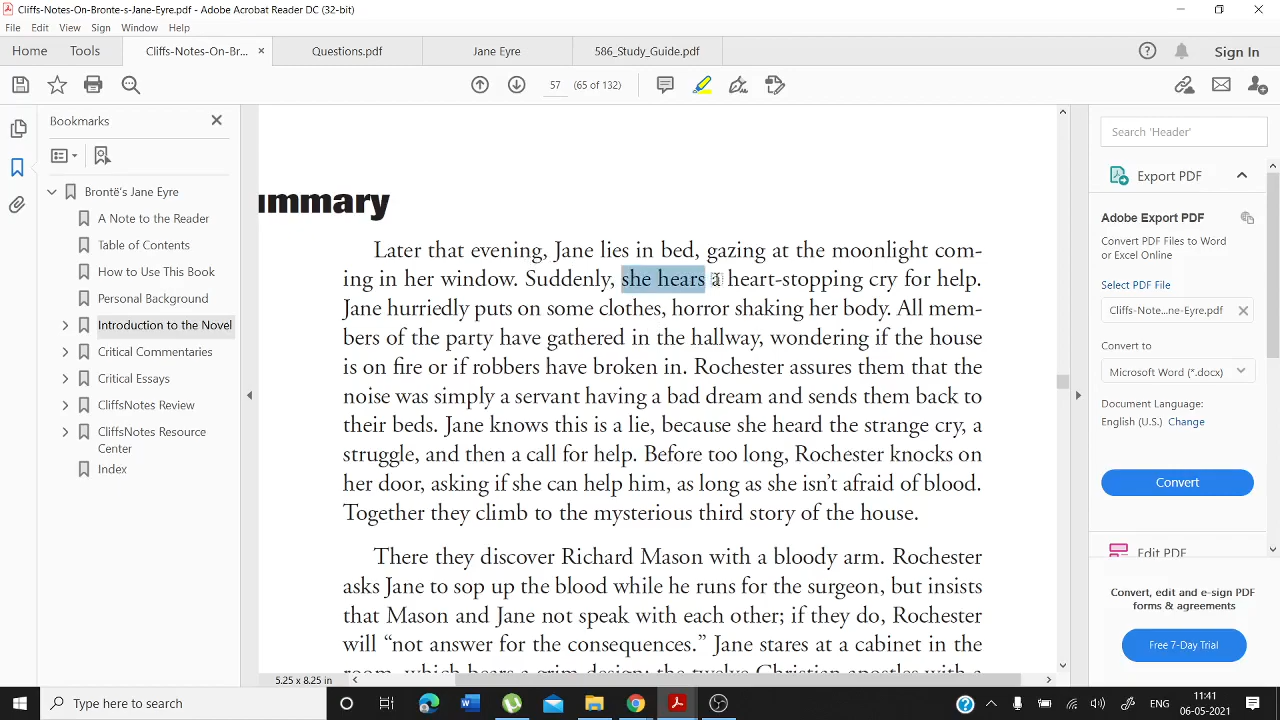 Cliffs-Notes-On-Bronte-s-Jane-Eyre.pdf - Adobe Acrobat Reader DC (32-bit)
File Edit View Sign Window Help
Home Tools Cliffs-Notes-On-Br... × Questions.pdf Jane Eyre 586_Study_Guide.pdf Sign In
57 (65 of 132)
Bookmarks
Brontë's Jane Eyre
A Note to the Reader
Table of Contents
How to Use This Book
Personal Background
Introduction to the Novel
Critical Commentaries
Critical Essays
CliffsNotes Review
CliffsNotes Resource
Center
Index
ummary
Later that evening, Jane lies in bed, gazing at the moonlight com-
ing in her window. Suddenly, she hears a heart-stopping cry for help.
Jane hurriedly puts on some clothes, horror shaking her body. All mem-
bers of the party have gathered in the hallway, wondering if the house
is on fire or if robbers have broken in. Rochester assures them that the
noise was simply a servant having a bad dream and sends them back to
their beds. Jane knows this is a lie, because she heard the strange cry, a
struggle, and then a call for help. Before too long, Rochester knocks on
her door, asking if she can help him, as long as she isn't afraid of blood.
Together they climb to the mysterious third story of the house.
There they discover Richard Mason with a bloody arm. Rochester
asks Jane to sop up the blood while he runs for the surgeon, but insists
that Mason and Jane not speak with each other; if they do, Rochester
will “not answer for the consequences.” Jane stares at a cabinet in the
room, which bears a grim design: the twelve Christian apostles with a
5.25 x 8.25 in
Search 'Header'
Export PDF
Adobe Export PDF
Convert PDF Files to Word
or Excel Online
Select PDF File
Cliffs-Note...ne-Eyre.pdf
Convert to
Microsoft Word (*.docx)
Document Language:
English (U.S.) Change
Convert
Edit PDF
Convert, edit and e-sign PDF
forms & agreements
Free 7-Day Trial
Type here to search
ENG
11:41
06-05-2021